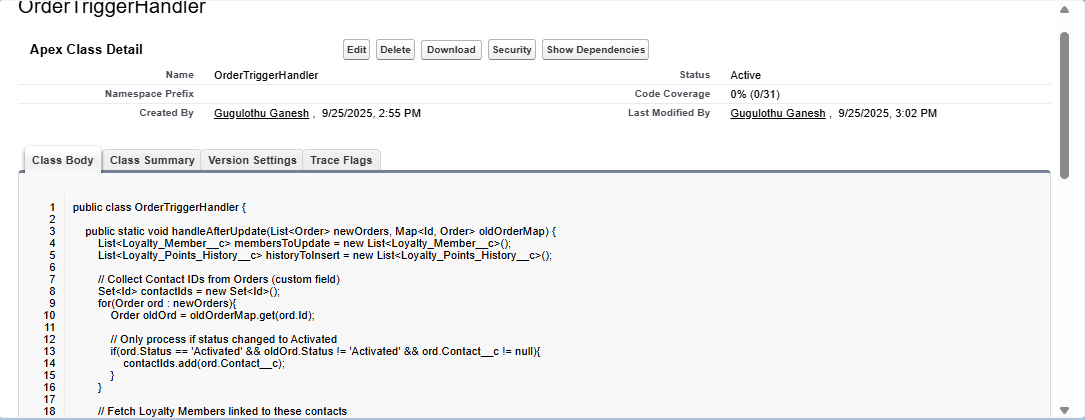 OrderTriggerHandler
Apex Class Detail Edit Delete Download Security Show Dependencies
Name OrderTriggerHandler Status Active
Namespace Prefix Code Coverage 0% (0/31)
Created By Gugulothu Ganesh , 9/25/2025, 2:55 PM Last Modified By Gugulothu Ganesh , 9/25/2025, 3:02 PM
Class Body Class Summary Version Settings Trace Flags
1 public class OrderTriggerHandler {
2
3 public static void handleAfterUpdate(List<Order> newOrders, Map<Id, Order> oldOrderMap) {
4 List<Loyalty_Member__c> membersToUpdate = new List<Loyalty_Member__c>();
5 List<Loyalty_Points_History__c> historyToInsert = new List<Loyalty_Points_History__c>();
6
7 // Collect Contact IDs from Orders (custom field)
8 Set<Id> contactIds = new Set<Id>();
9 for(Order ord : newOrders){
10 Order oldOrd = oldOrderMap.get(ord.Id);
11
12 // Only process if status changed to Activated
13 if(ord.Status == 'Activated' && oldOrd.Status != 'Activated' && ord.Contact__c != null){
14 contactIds.add(ord.Contact__c);
15 }
16 }
17
18 // Fetch Loyalty Members linked to these contacts